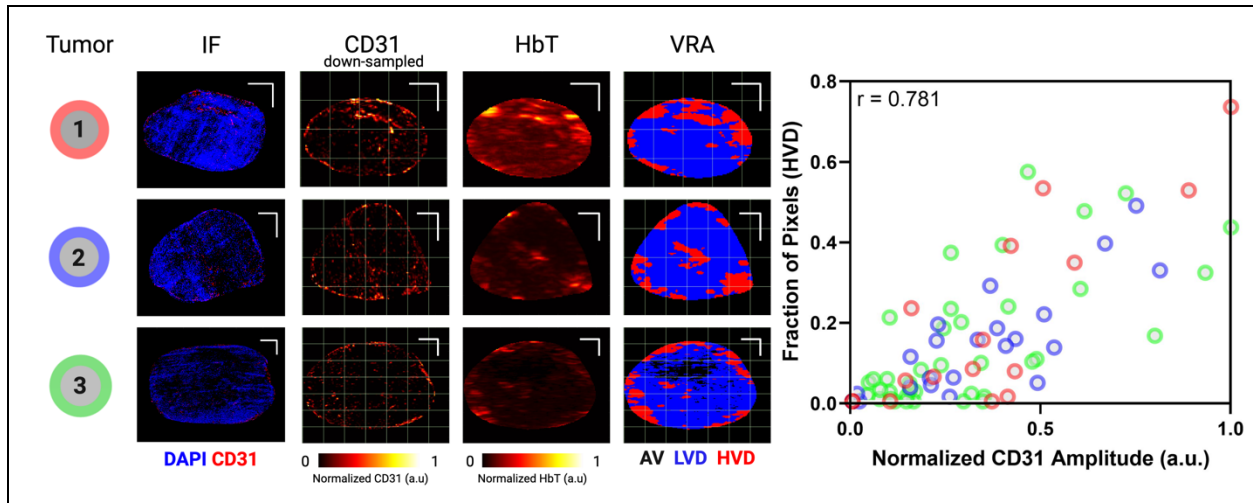 Tumor IF CD31 HbT VRA
down-sampled
1
2
3
DAPI CD31
0 1
Normalized CD31 (a.u)
0 1
Normalized HbT (a.u)
AV LVD HVD
r = 0.781
0.8
0.6
0.4
0.2
0.0
Fraction of Pixels (HVD)
0.0 0.5 1.0
Normalized CD31 Amplitude (a.u.)